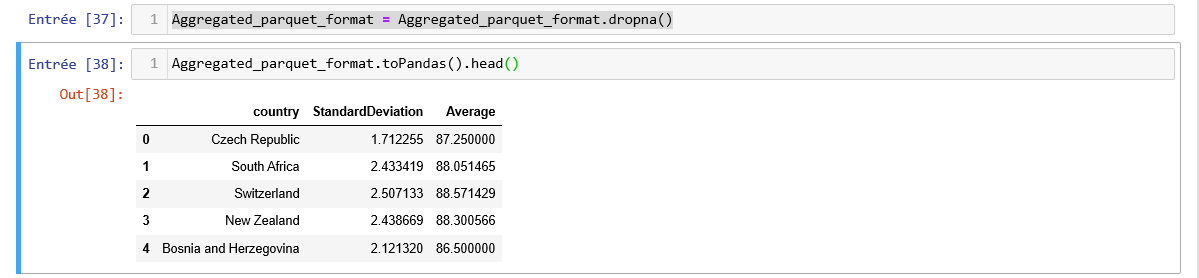 Entrée [37]: 1 Aggregated_parquet_format = Aggregated_parquet_format.dropna()
Entrée [38]: 1 Aggregated_parquet_format.toPandas().head()
Out[38]:
country StandardDeviation Average
0 Czech Republic 1.712255 87.250000
1 South Africa 2.433419 88.051465
2 Switzerland 2.507133 88.571429
3 New Zealand 2.438669 88.300566
4 Bosnia and Herzegovina 2.121320 86.500000